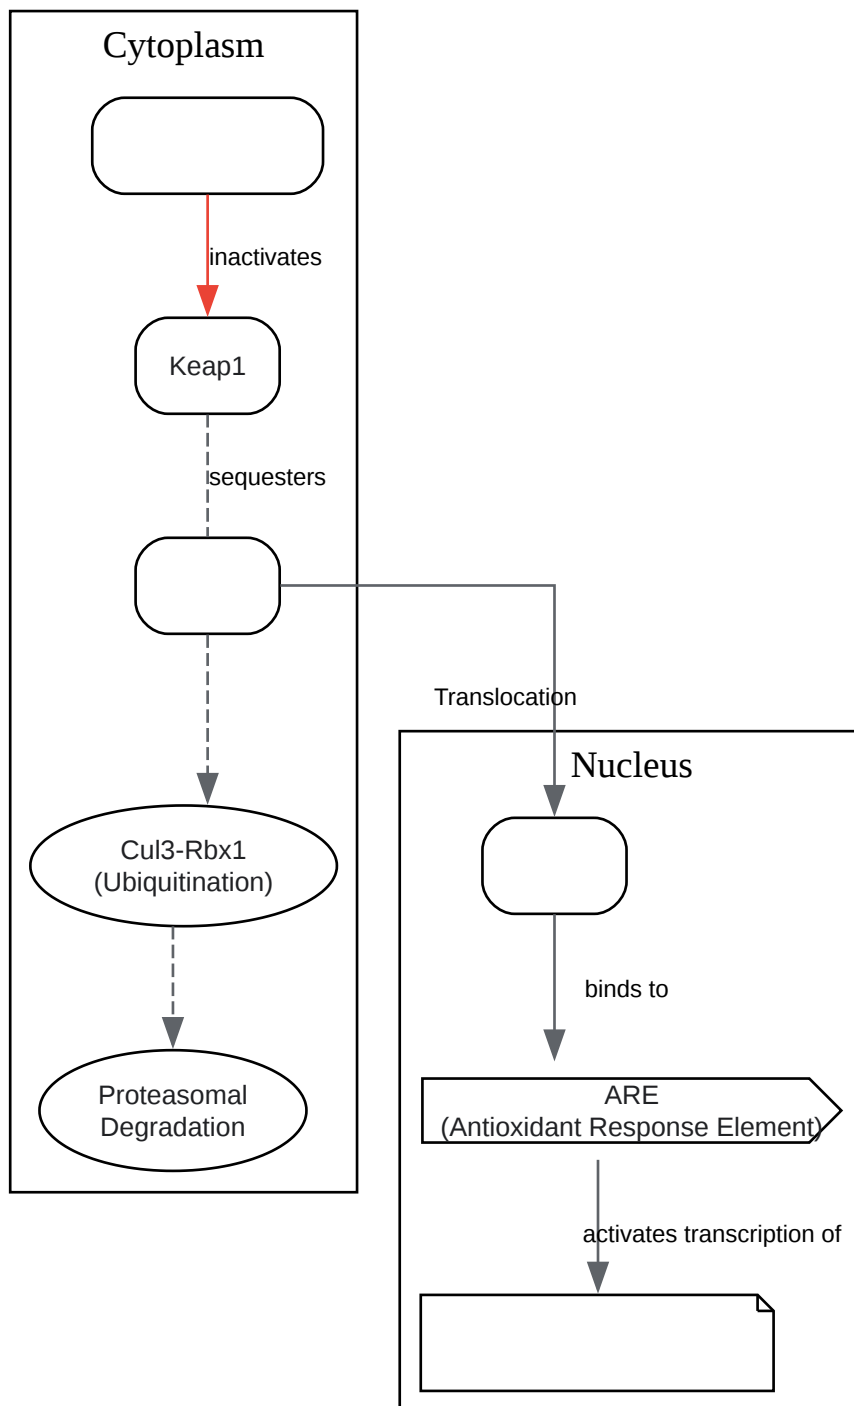 Cytoplasm
inactivates
Keap1
sequesters
Translocation
Nucleus
Cul3-Rbx1
(Ubiquitination)
binds to
Proteasomal
Degradation
ARE
(Antioxidant Response Element)
activates transcription of